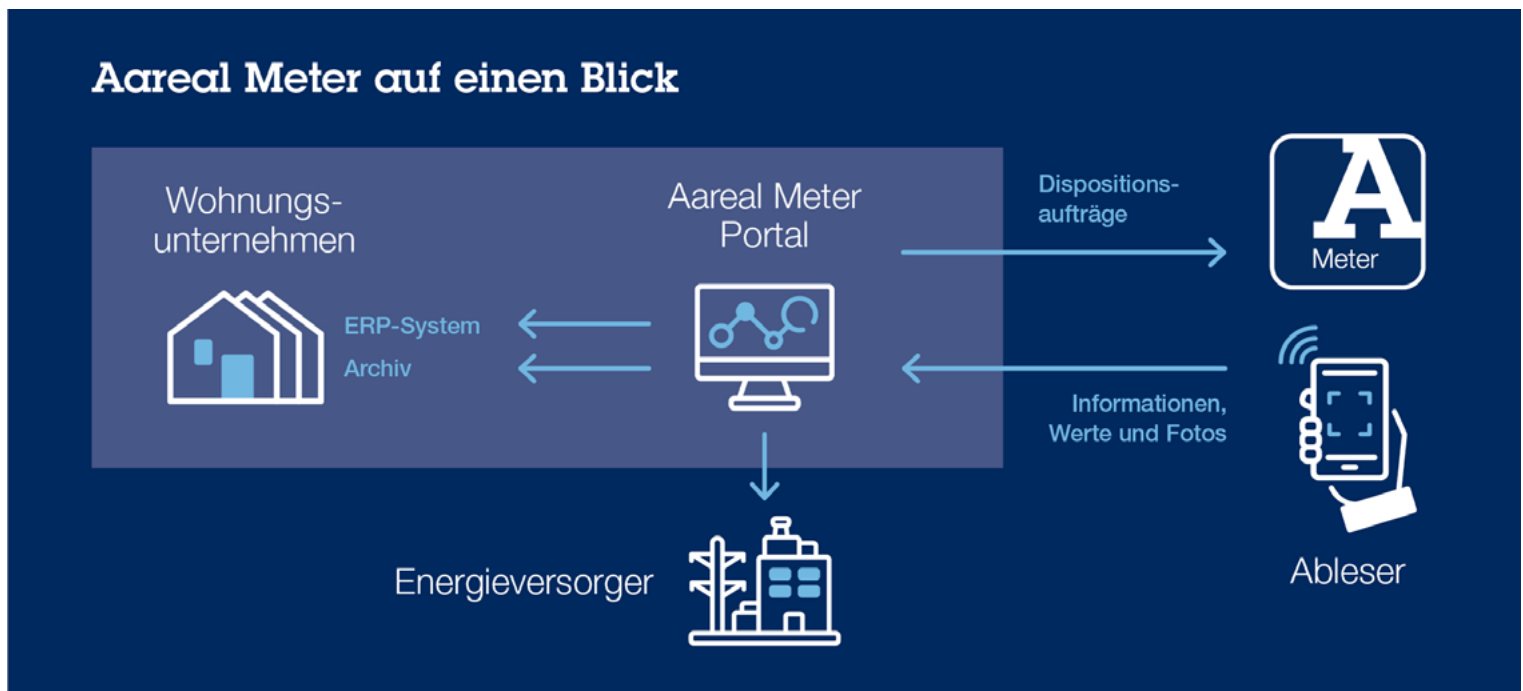 Aareal Meter auf einen Blick
Wohnungs-
unternehmen
ERP-System
Archiv
Aareal Meter
Portal
Dispositions-
aufträge
A
Meter
Informationen,
Werte und Fotos
Ableser
Energieversorger